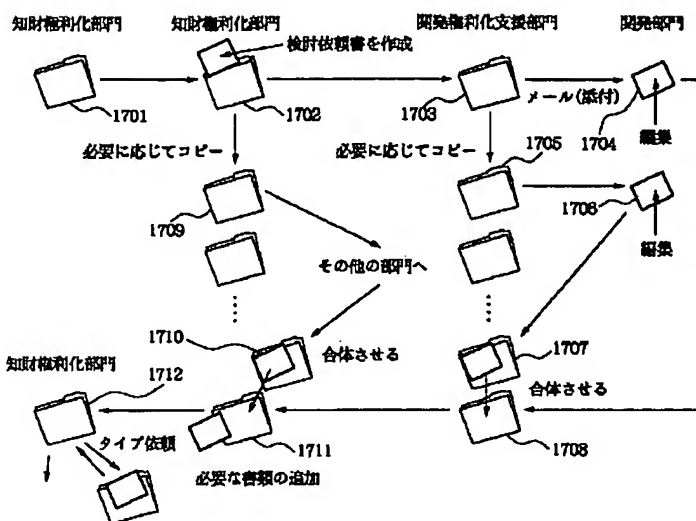 知財権利化部門 知財権利化部門 開発権利化支援部門 開発部門
検討依頼書を作成
メール(添付)
1701 1702 1703 1704 編集
必要に応じてコピー 必要に応じてコピー 1705
1709 1706
編集
その他の部門へ
1710 合体させる 1707
知財権利化部門
1712 合体させる
タイプ依頼 1711 1708
必要な書類の追加